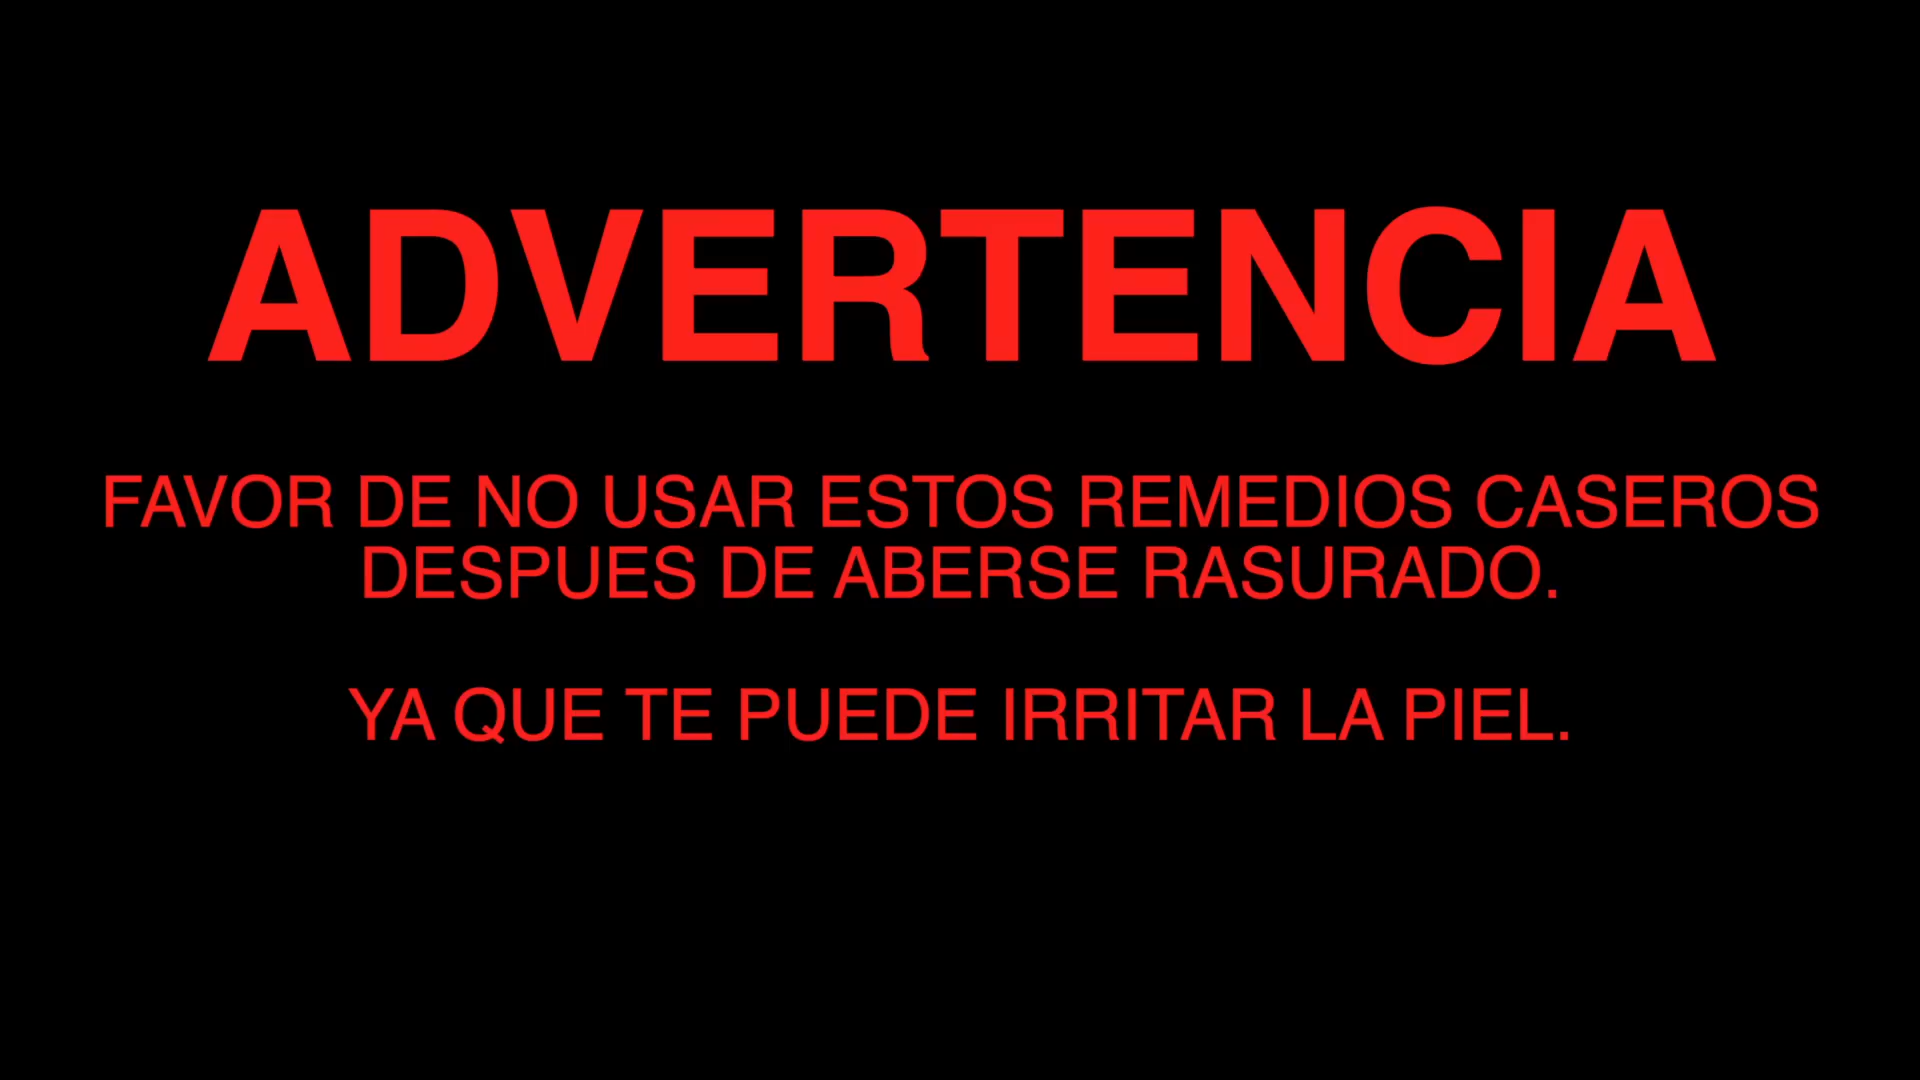 ADVERTENCIA
FAVOR DE NO USAR ESTOS REMEDIOS CASEROS
DESPUES DE ABERSE RASURADO.
YA QUE TE PUEDE IRRITAR LA PIEL.